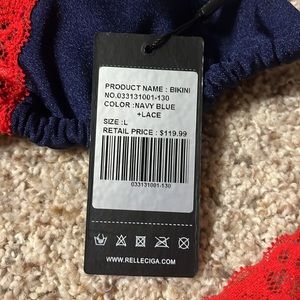 PRODUCT NAME : BIKINI
NO.033131001-130
COLOR :NAVY BLUE
+LACE
SIZE :L
RETAIL PRICE : $119.99
033131001-130
WWW.RELLECIGA.COM